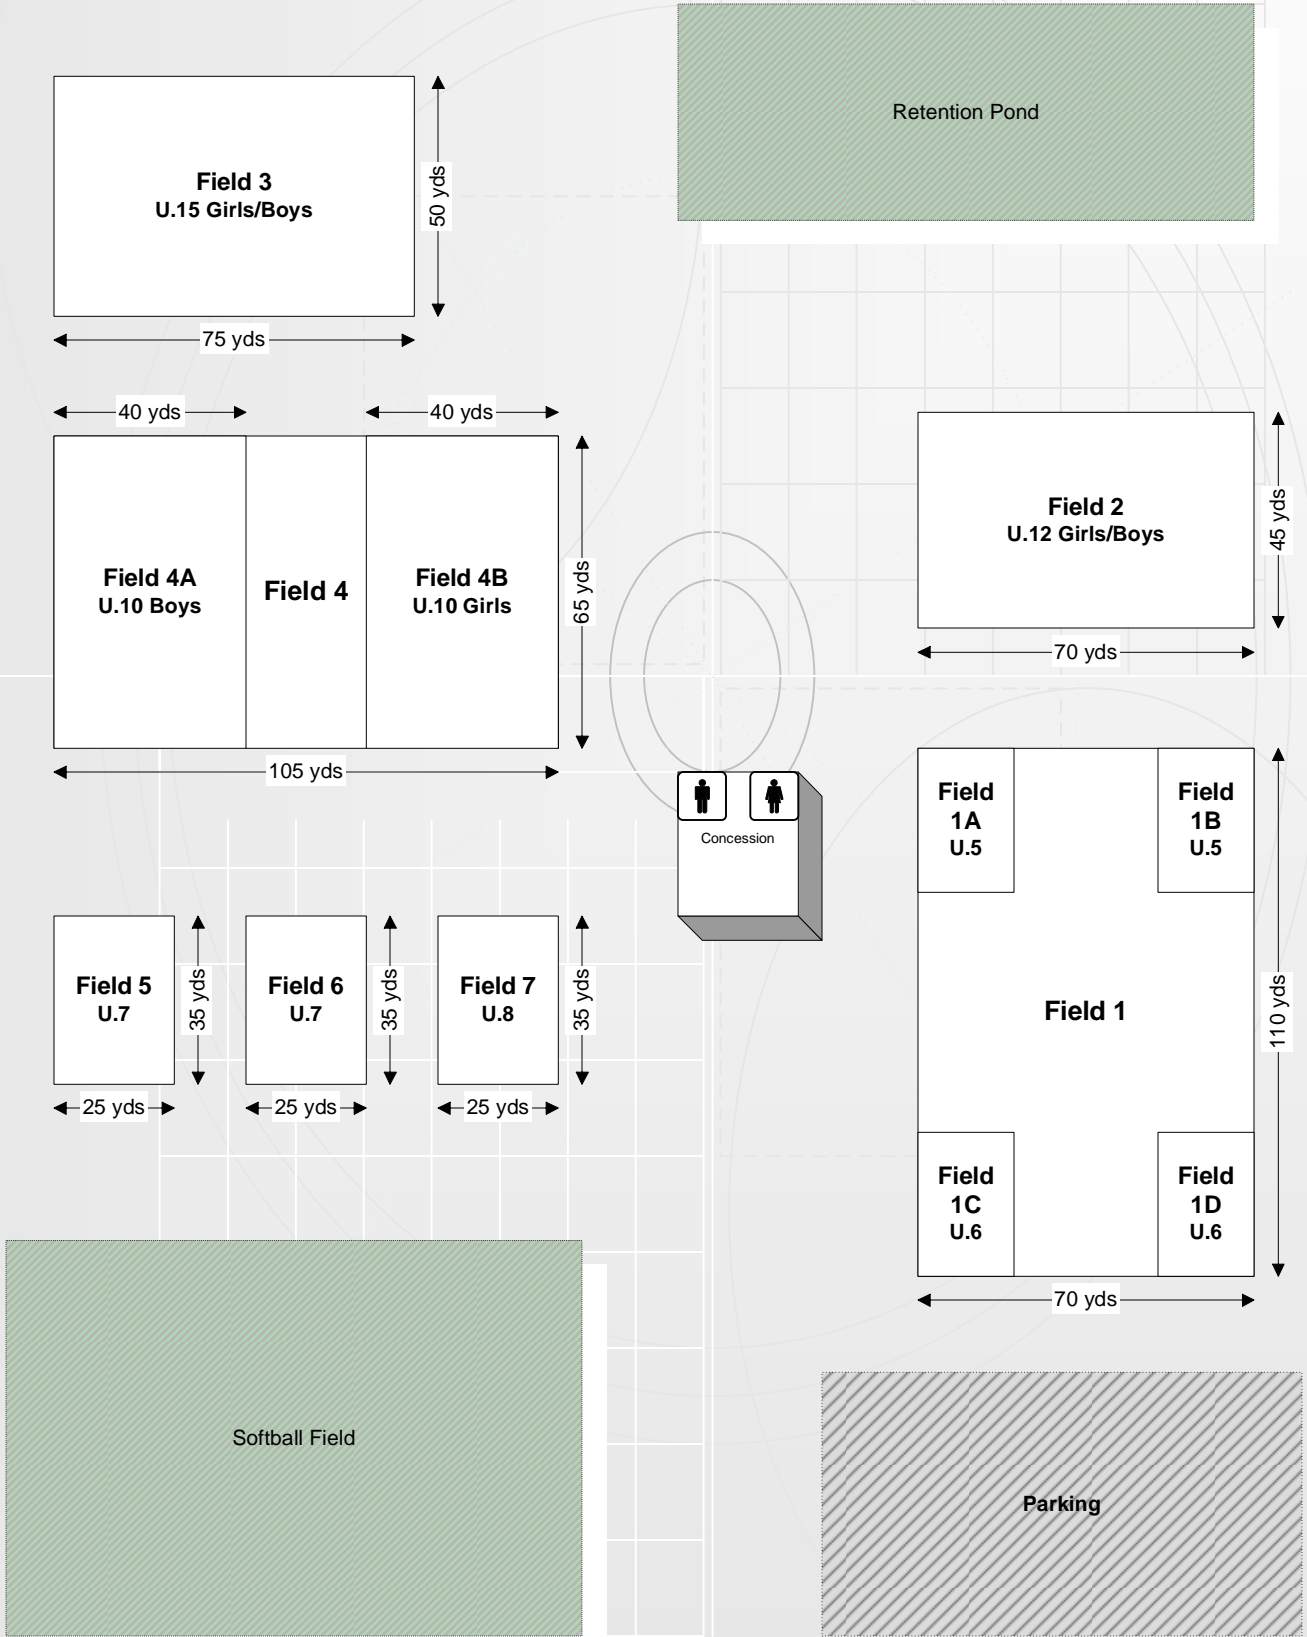 Retention Pond
Field 3
U.15 Girls/Boys
50 yds
75 yds
40 yds
40 yds
Field 4A
U.10 Boys
Field 4
Field 4B
U.10 Girls
65 yds
105 yds
Field 2
U.12 Girls/Boys
45 yds
70 yds
Concession
Field
1A
U.5
Field
1B
U.5
Field 1
110 yds
Field
1C
U.6
Field
1D
U.6
70 yds
Field 5
U.7
35 yds
25 yds
Field 6
U.7
35 yds
25 yds
Field 7
U.8
35 yds
25 yds
Softball Field
Parking